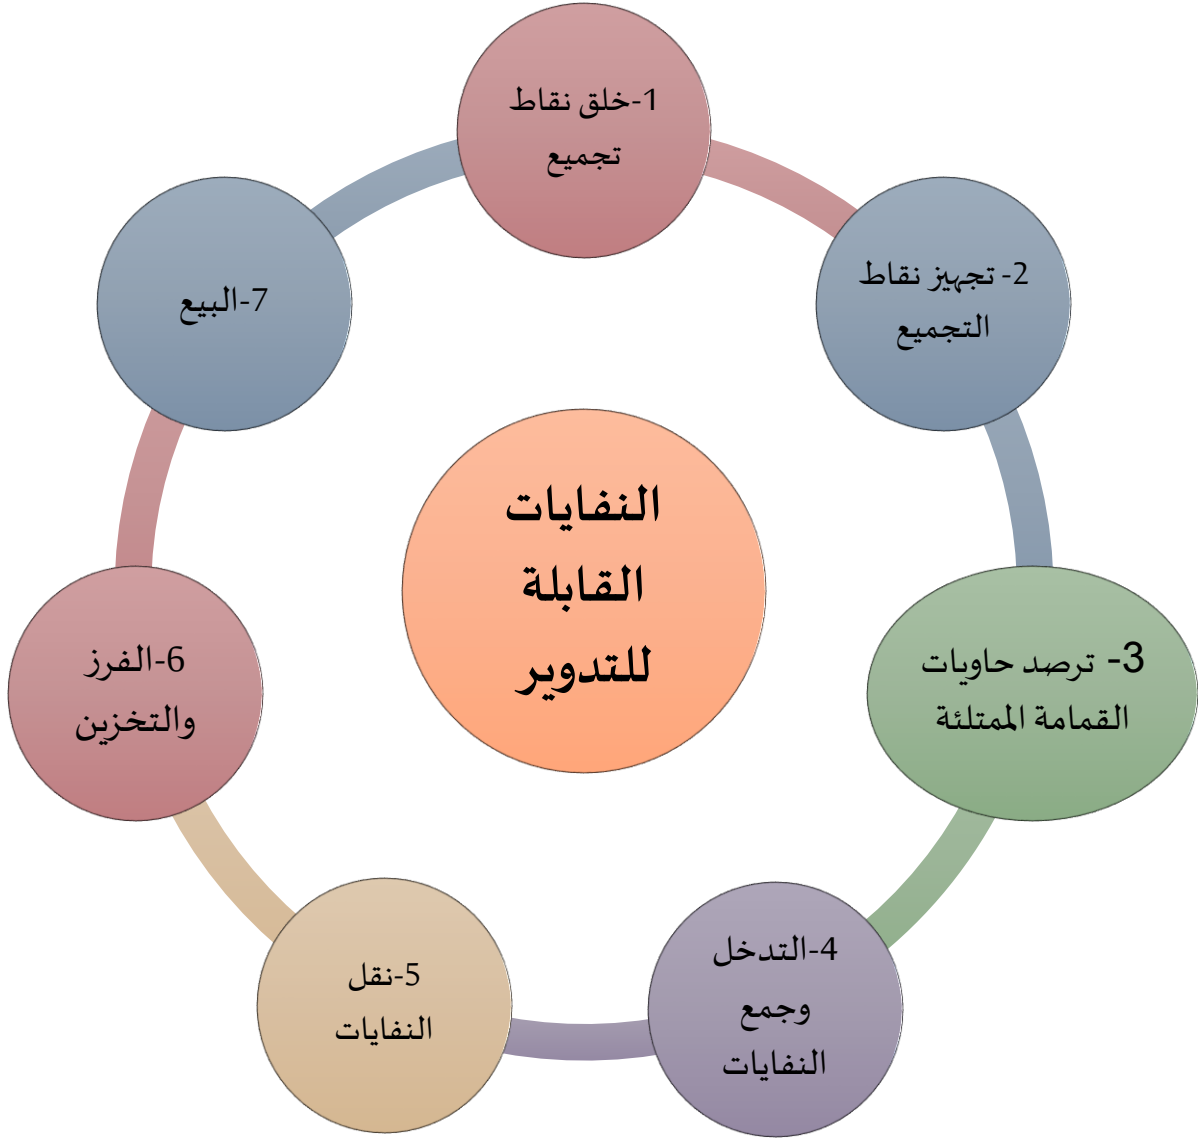 1-خلق نقاط
تجميع
2- تجهيز نقاط
التجميع
3- ترصد حاويات
القمامة الممتلئة
4-التدخل
وجمع
النفايات
5-نقل
النفايات
6-الفرز
والتخزين
7-البيع
النفايات
القابلة
للتدوير